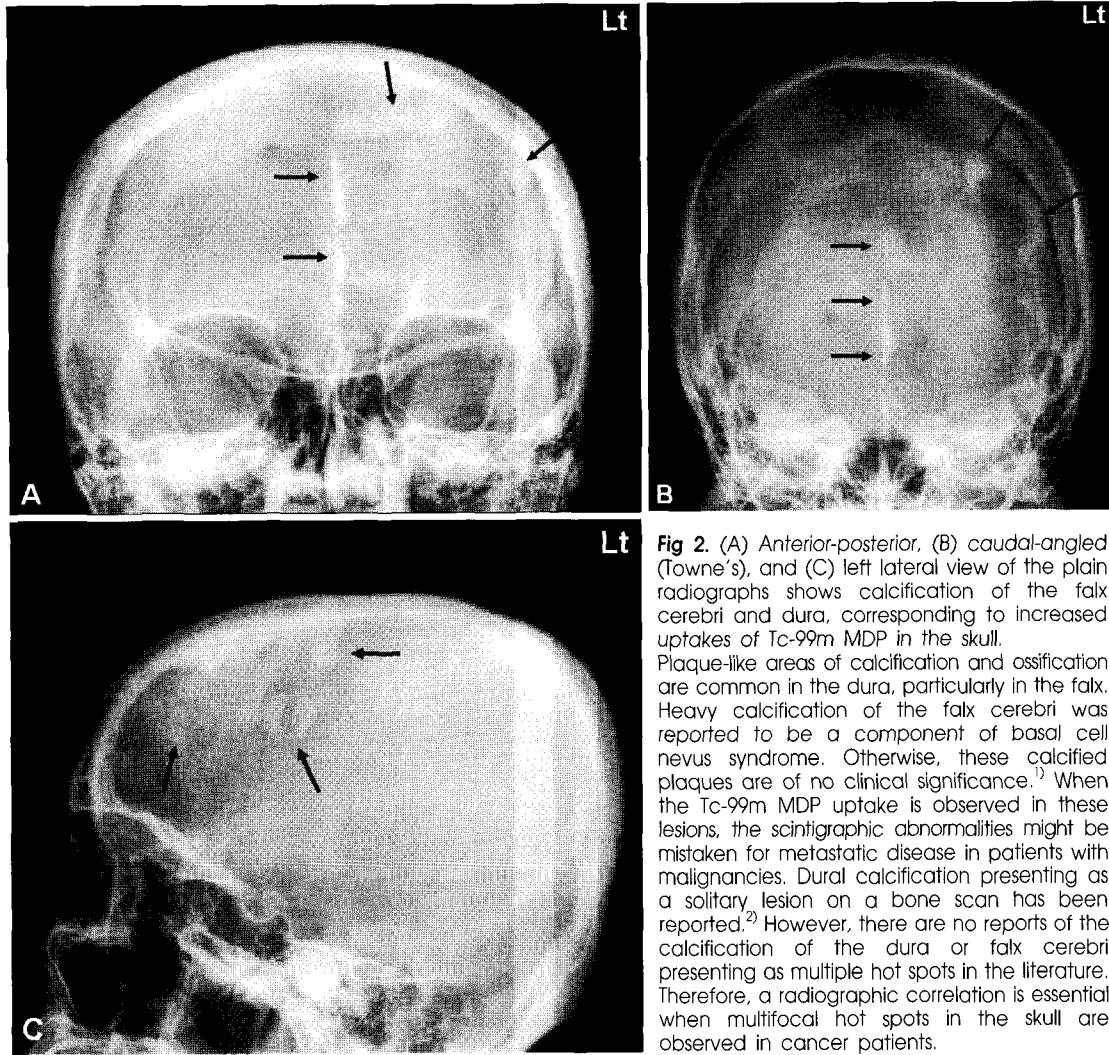 Lt
Lt
A
B
Lt
C
Fig 2. (A) Anterior-posterior, (B) caudal-angled
(Towne's), and (C) left lateral view of the plain
radiographs shows calcification of the falx
cerebri and dura, corresponding to increased
uptakes of Tc-99m MDP in the skull.
Plaque-like areas of calcification and ossification
are common in the dura, particularly in the falx.
Heavy calcification of the falx cerebri was
reported to be a component of basal cell
nevus syndrome. Otherwise, these calcified
plaques are of no clinical significance.1) When
the Tc-99m MDP uptake is observed in these
lesions, the scintigraphic abnormalities might be
mistaken for metastatic disease in patients with
malignancies. Dural calcification presenting as
a solitary lesion on a bone scan has been
reported.2) However, there are no reports of the
calcification of the dura or falx cerebri
presenting as multiple hot spots in the literature.
Therefore, a radiographic correlation is essential
when multifocal hot spots in the skull are
observed in cancer patients.